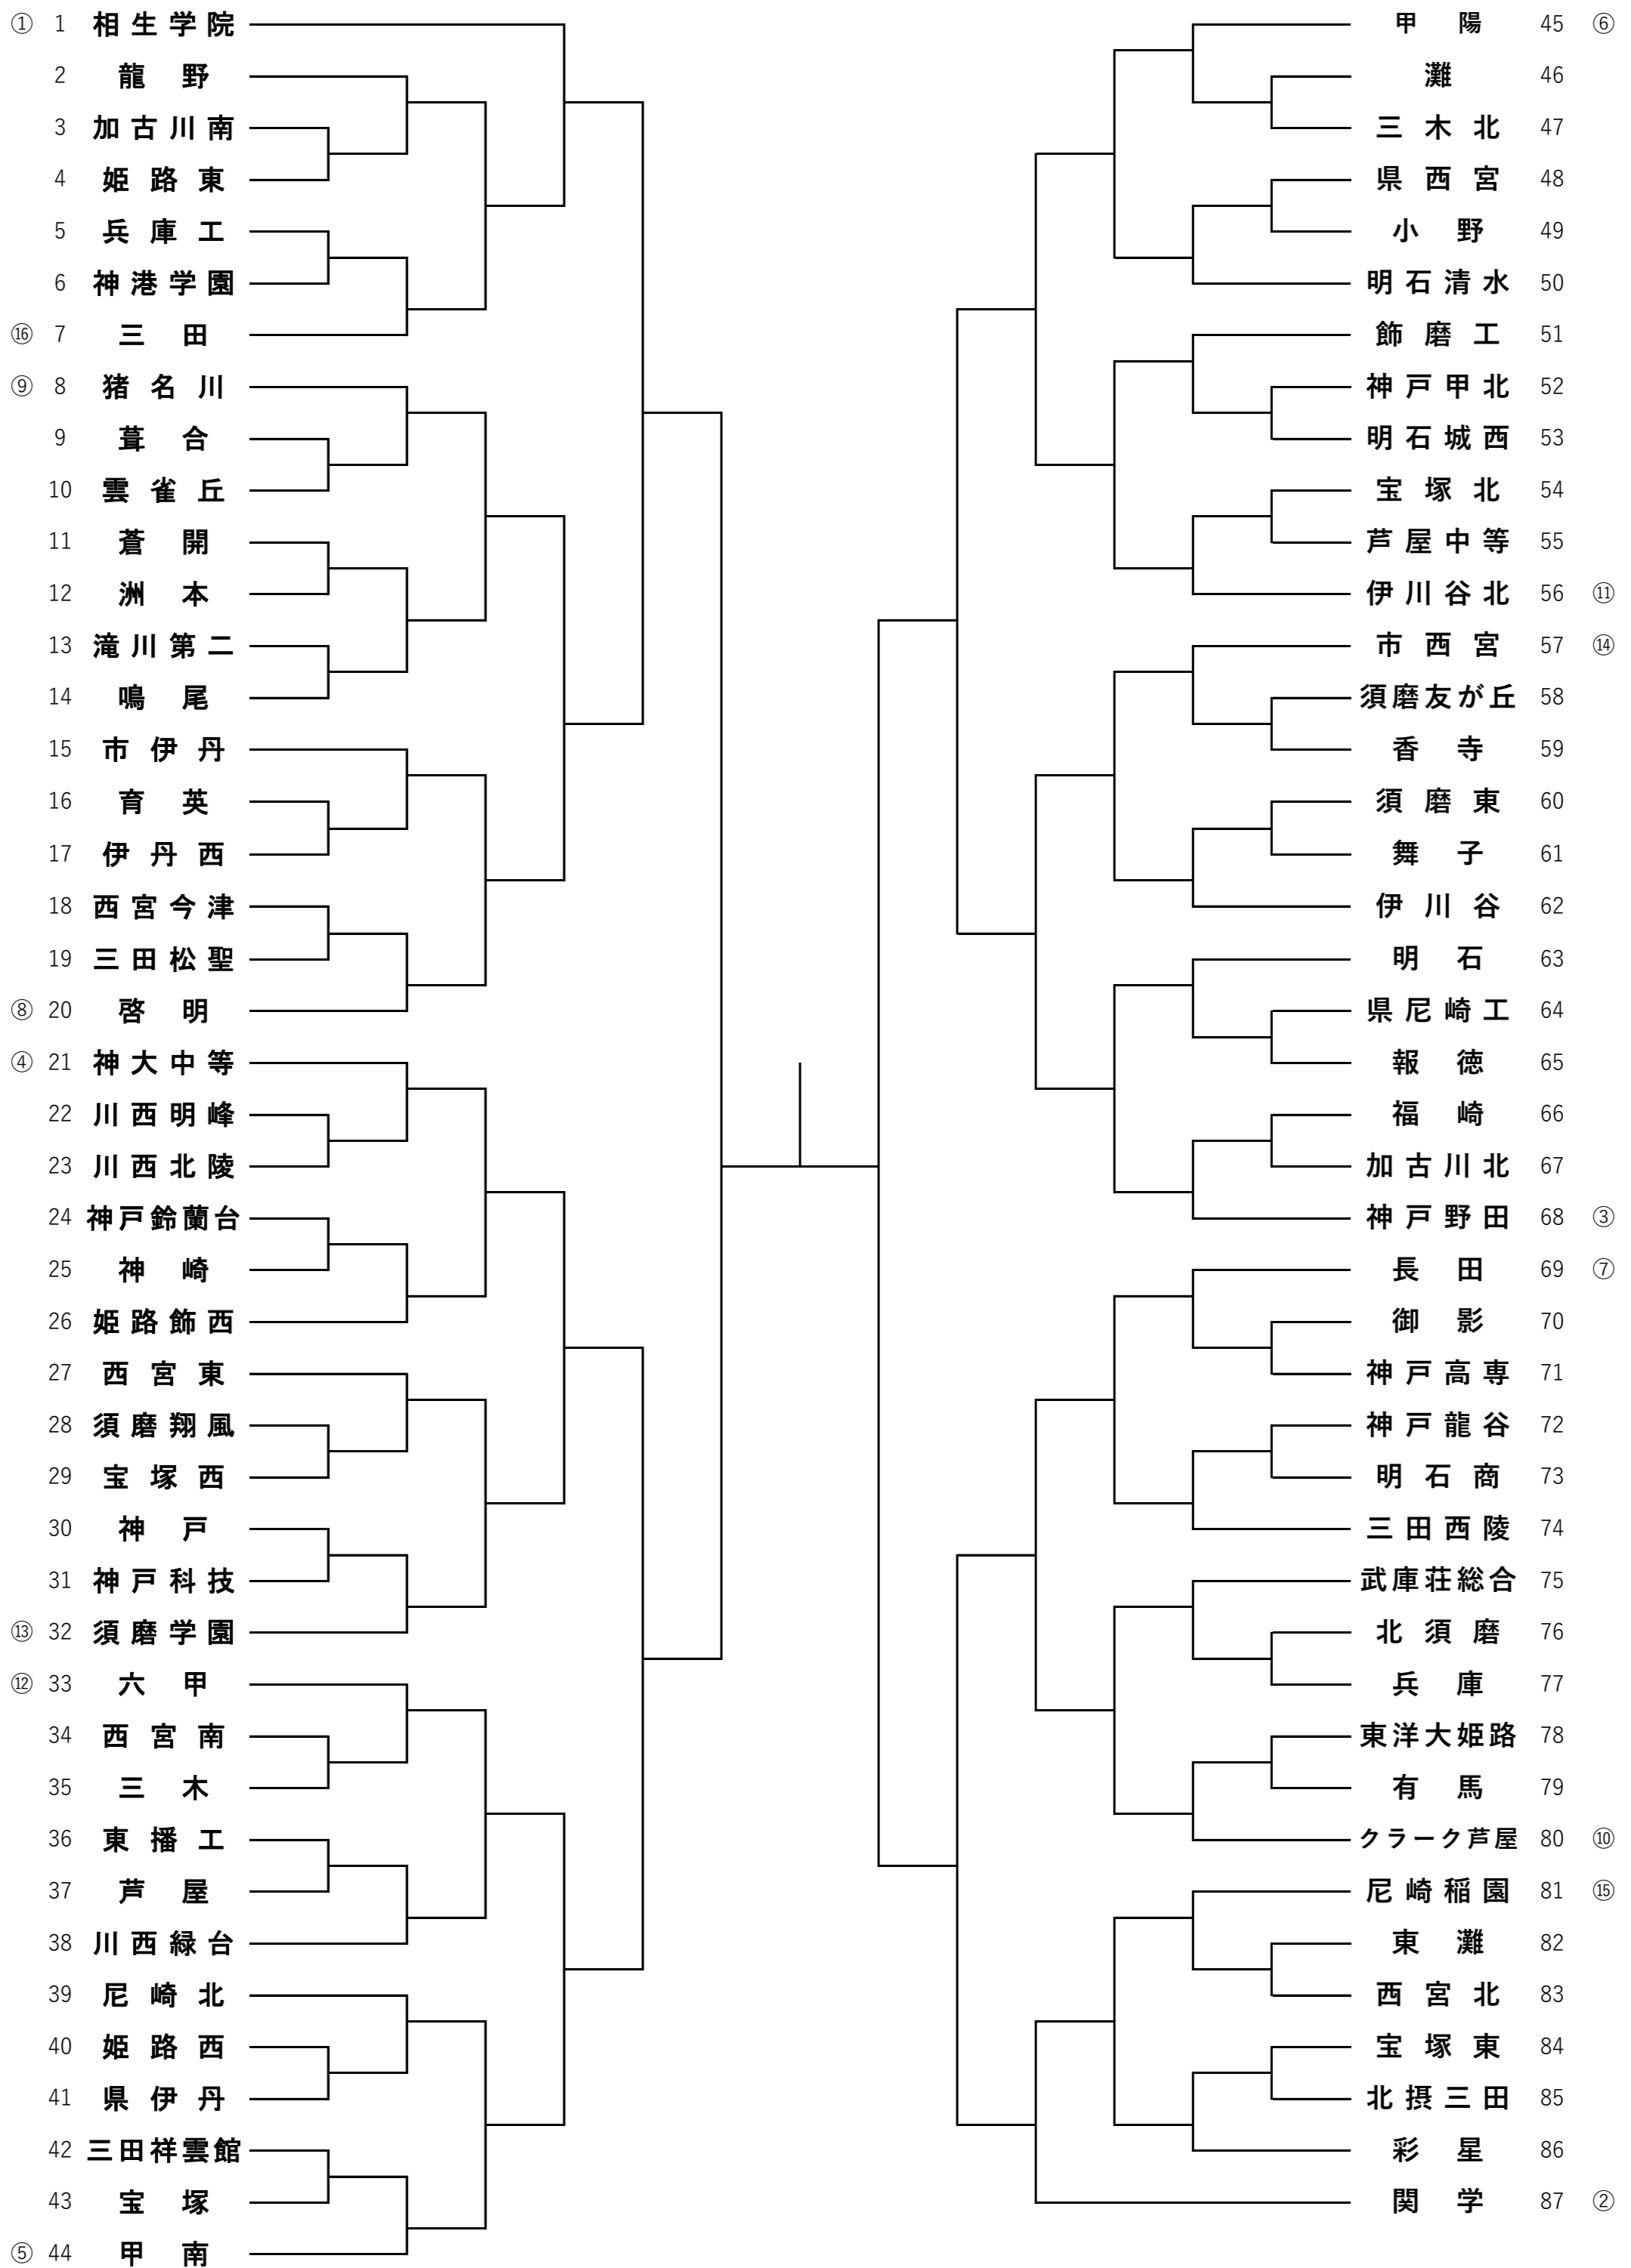 ① 1 相生学院
2 龍野
3 加古川南
4 姫路東
5 兵庫工
6 神港学園
⑯ 7 三田
⑨ 8 猪名川
9 葺合
10 雲雀丘
11 蒼開
12 洲本
13 滝川第二
14 鳴尾
15 市伊丹
16 育英
17 伊丹西
18 西宮今津
19 三田松聖
⑧ 20 啓明
④ 21 神大中等
22 川西明峰
23 川西北陵
24 神戸鈴蘭台
25 神崎
26 姫路飾西
27 西宮東
28 須磨翔風
29 宝塚西
30 神戸
31 神戸科技
⑬ 32 須磨学園
⑫ 33 六甲
34 西宮南
35 三木
36 東播工
37 芦屋
38 川西緑台
39 尼崎北
40 姫路西
41 県伊丹
42 三田祥雲館
43 宝塚
⑤ 44 甲南
甲陽 45 ⑥
灘 46
三木北 47
県西宮 48
小野 49
明石清水 50
飾磨工 51
神戸甲北 52
明石城西 53
宝塚北 54
芦屋中等 55
伊川谷北 56 ⑪
市西宮 57 ⑭
須磨友が丘 58
香寺 59
須磨東 60
舞子 61
伊川谷 62
明石 63
県尼崎工 64
報徳 65
福崎 66
加古川北 67
神戸野田 68 ③
長田 69 ⑦
御影 70
神戸高専 71
神戸龍谷 72
明石商 73
三田西陵 74
武庫荘総合 75
北須磨 76
兵庫 77
東洋大姫路 78
有馬 79
クラーク芦屋 80 ⑩
尼崎稲園 81 ⑮
東灘 82
西宮北 83
宝塚東 84
北摂三田 85
彩星 86
関学 87 ②